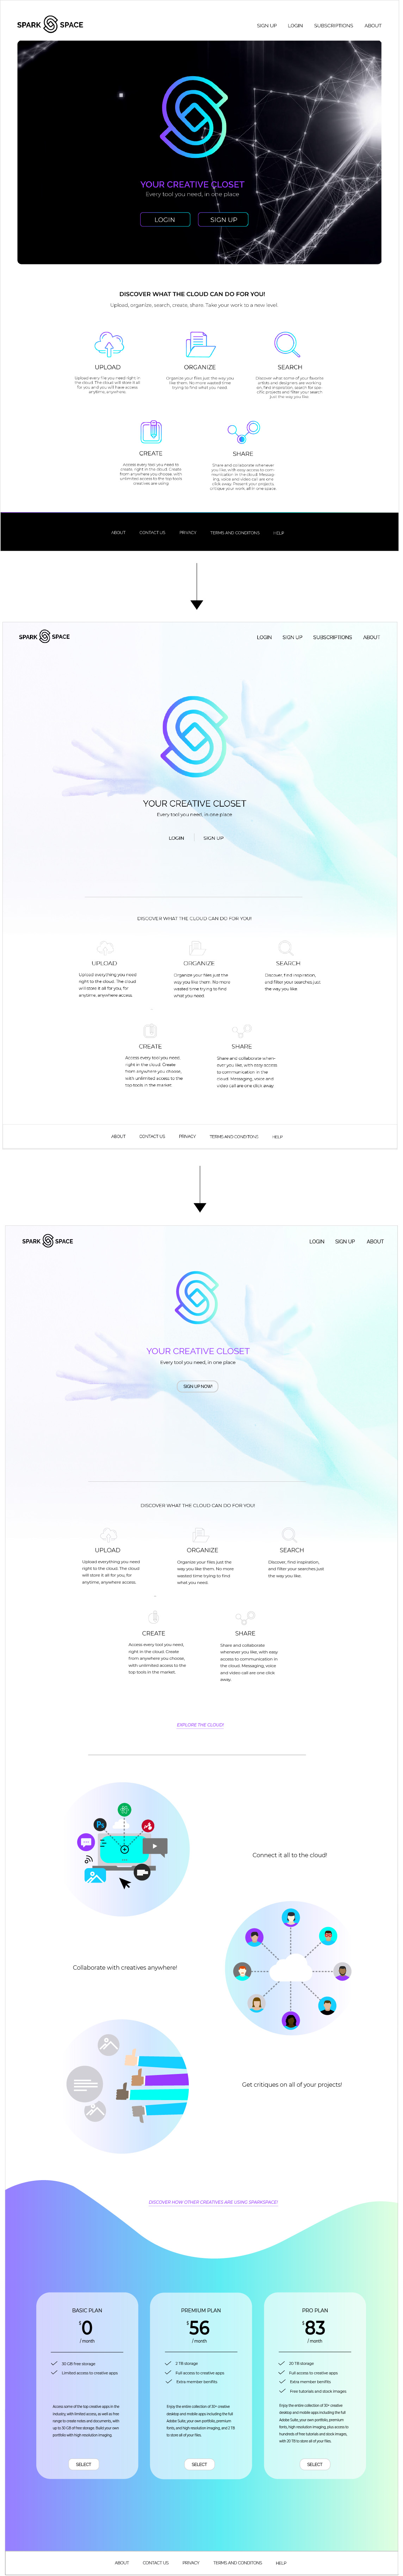 SPARK SPACE
SIGN UP LOGIN SUBSCRIPTIONS ABOUT
YOUR CREATIVE CLOSET
Every tool you need, in one place
LOGIN SIGN UP
DISCOVER WHAT THE CLOUD CAN DO FOR YOU!
Upload, organize, search, create, share. Take your work to a new level
UPLOAD
Upload every file you need right in
the cloud. The cloud will store it all
for you and you will have access
anytime, anywhere.
ORGANIZE
Organize your files just the way you
like them. No more wasted time
trying to find what you need.
SEARCH
Discover what some of your favorite
artists and designers are working
on, find inspiration, search for spe-
cific projects and filter your search
just the way you like.
CREATE
Access every tool you need to
create, right in the cloud. Create
from anywhere you choose, with
unlimited access to the top tools
creatives are using.
SHARE
Share and collaborate whenever
you like, with easy access to com-
munication in the cloud. Messag-
ing, voice and video call are one
click away. Present your projects,
critique your work all in one space.
ABOUT CONTACT US PRIVACY TERMS AND CONDITONS HELP
SPARK SPACE
LOGIN SIGN UP SUBSCRIPTIONS ABOUT
YOUR CREATIVE CLOSET
Every tool you need, in one place
LOGIN SIGN UP
DISCOVER WHAT THE CLOUD CAN DO FOR YOU!
UPLOAD
Upload everything you need
right to the cloud. The cloud
will store it all for you, for
anytime, anywhere access.
ORGANIZE
Organize your files just the
way you like them. No more
wasted time trying to find
what you need.
SEARCH
Discover, find inspiration,
and filter your searches just
the way you like.
CREATE
Access every tool you need,
right in the cloud. Create
from anywhere you choose,
with unlimited access to the
top tools in the market.
SHARE
Share and collaborate when-
ever you like, with easy access
to communication in the
cloud. Messaging, voice and
video call are one click away.
ABOUT CONTACT US PRIVACY TERMS AND CONDITONS HELP
SPARK SPACE
LOGIN SIGN UP ABOUT
YOUR CREATIVE CLOSET
Every tool you need, in one place
SIGN UP NOW!
DISCOVER WHAT THE CLOUD CAN DO FOR YOU!
UPLOAD
Upload everything you need
right to the cloud. The cloud
will store it all for you, for
anytime, anywhere access.
ORGANIZE
Organize your files just the
way you like them. No more
wasted time trying to find
what you need.
SEARCH
Discover, find inspiration,
and filter your searches just
the way you like.
CREATE
Access every tool you need,
right in the cloud. Create
from anywhere you choose,
with unlimited access to the
top tools in the market.
SHARE
Share and collaborate
whenever you like, with easy
access to communication in
the cloud. Messaging, voice
and video call are one click
away.
EXPLORE THE CLOUD!
Ps
Connect it all to the cloud!
Collaborate with creatives anywhere!
Get critiques on all of your projects!
DISCOVER HOW OTHER CREATIVES ARE USING SPARKSPACE!
BASIC PLAN
$0
/ month
30 GB free storage
Limited access to creative apps
Access some of the top creative apps in the
industry, with limited access, as well as free
range to create notes and documents, with
up to 30 GB of file storage. Build your own
portfolio with high resolution imaging.
SELECT
PREMIUM PLAN
$56
/ month
2 TB storage
Full access to creative apps
Extra member benifits
Enjoy the entire collection of 30+ creative
desktop and mobile apps including the full
Adobe Suite, your own portfolio, premium
fonts, and high resolution imaging, and 2 TB
to store all of your files.
SELECT
PRO PLAN
$83
/ month
20 TB storage
Full access to creative apps
Extra member benifits
Free tutorials and stock images
Enjoy the entire collection of 30+ creative
desktop and mobile apps including the full
Adobe Suite, your own portfolio, premium
fonts, high resolution imaging, plus access to
hundreds of free tutorials and stock images,
with 20 TB to store all of your files.
SELECT
ABOUT CONTACT US PRIVACY TERMS AND CONDITONS HELP